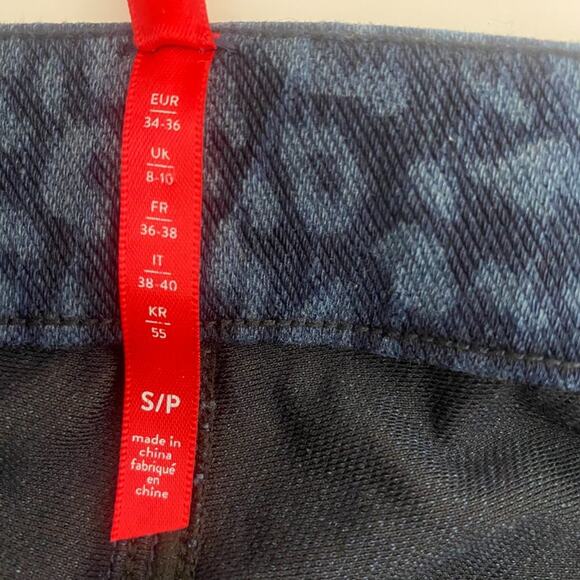 EUR
34-36
UK
8-10
FR
36-38
IT
38-40
KR
55
S/P
made in
china
fabriqué
en
chine